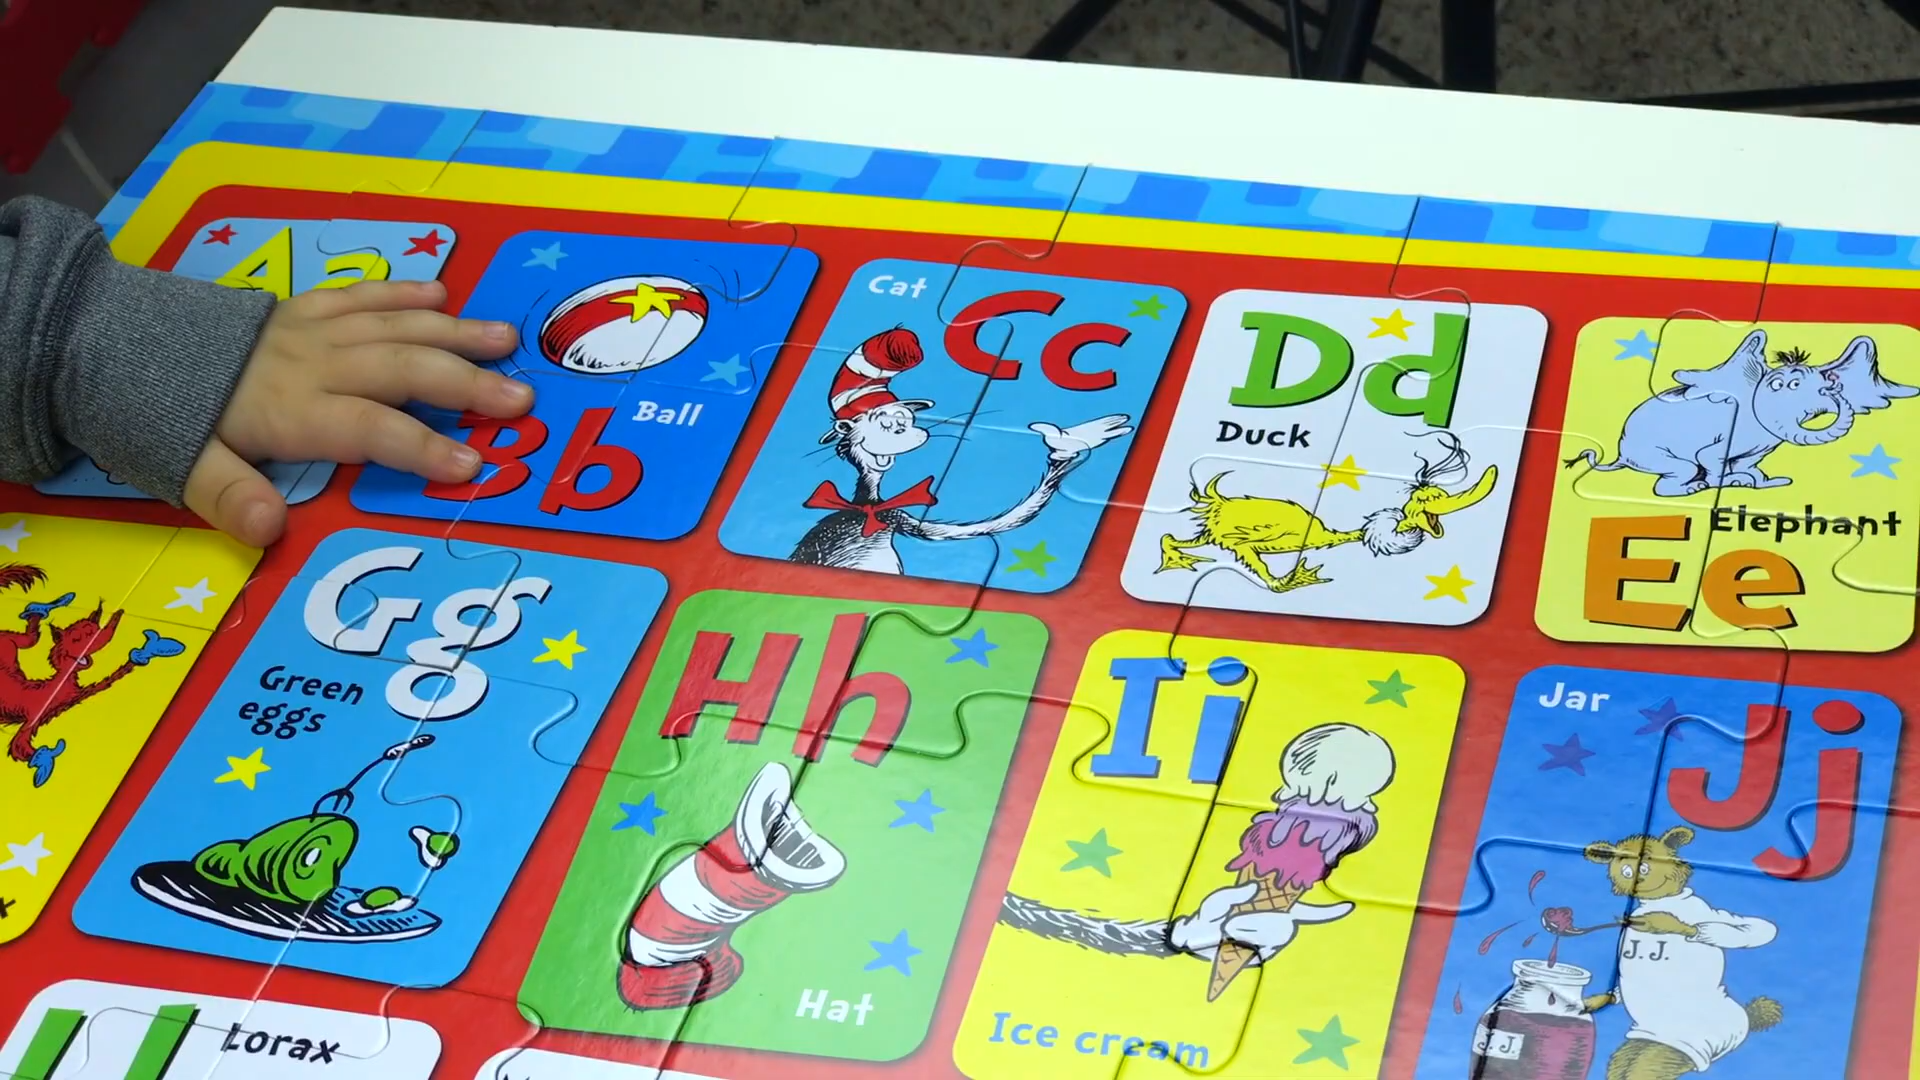 Aa
Ball
Bb
Cat
Cc
Dd
Duck
Elephant
Ee
Gg
Green
eggs
Hh
Hat
Ii
Ice cream
Jar
Jj
J.J.
J.J.
Lorax